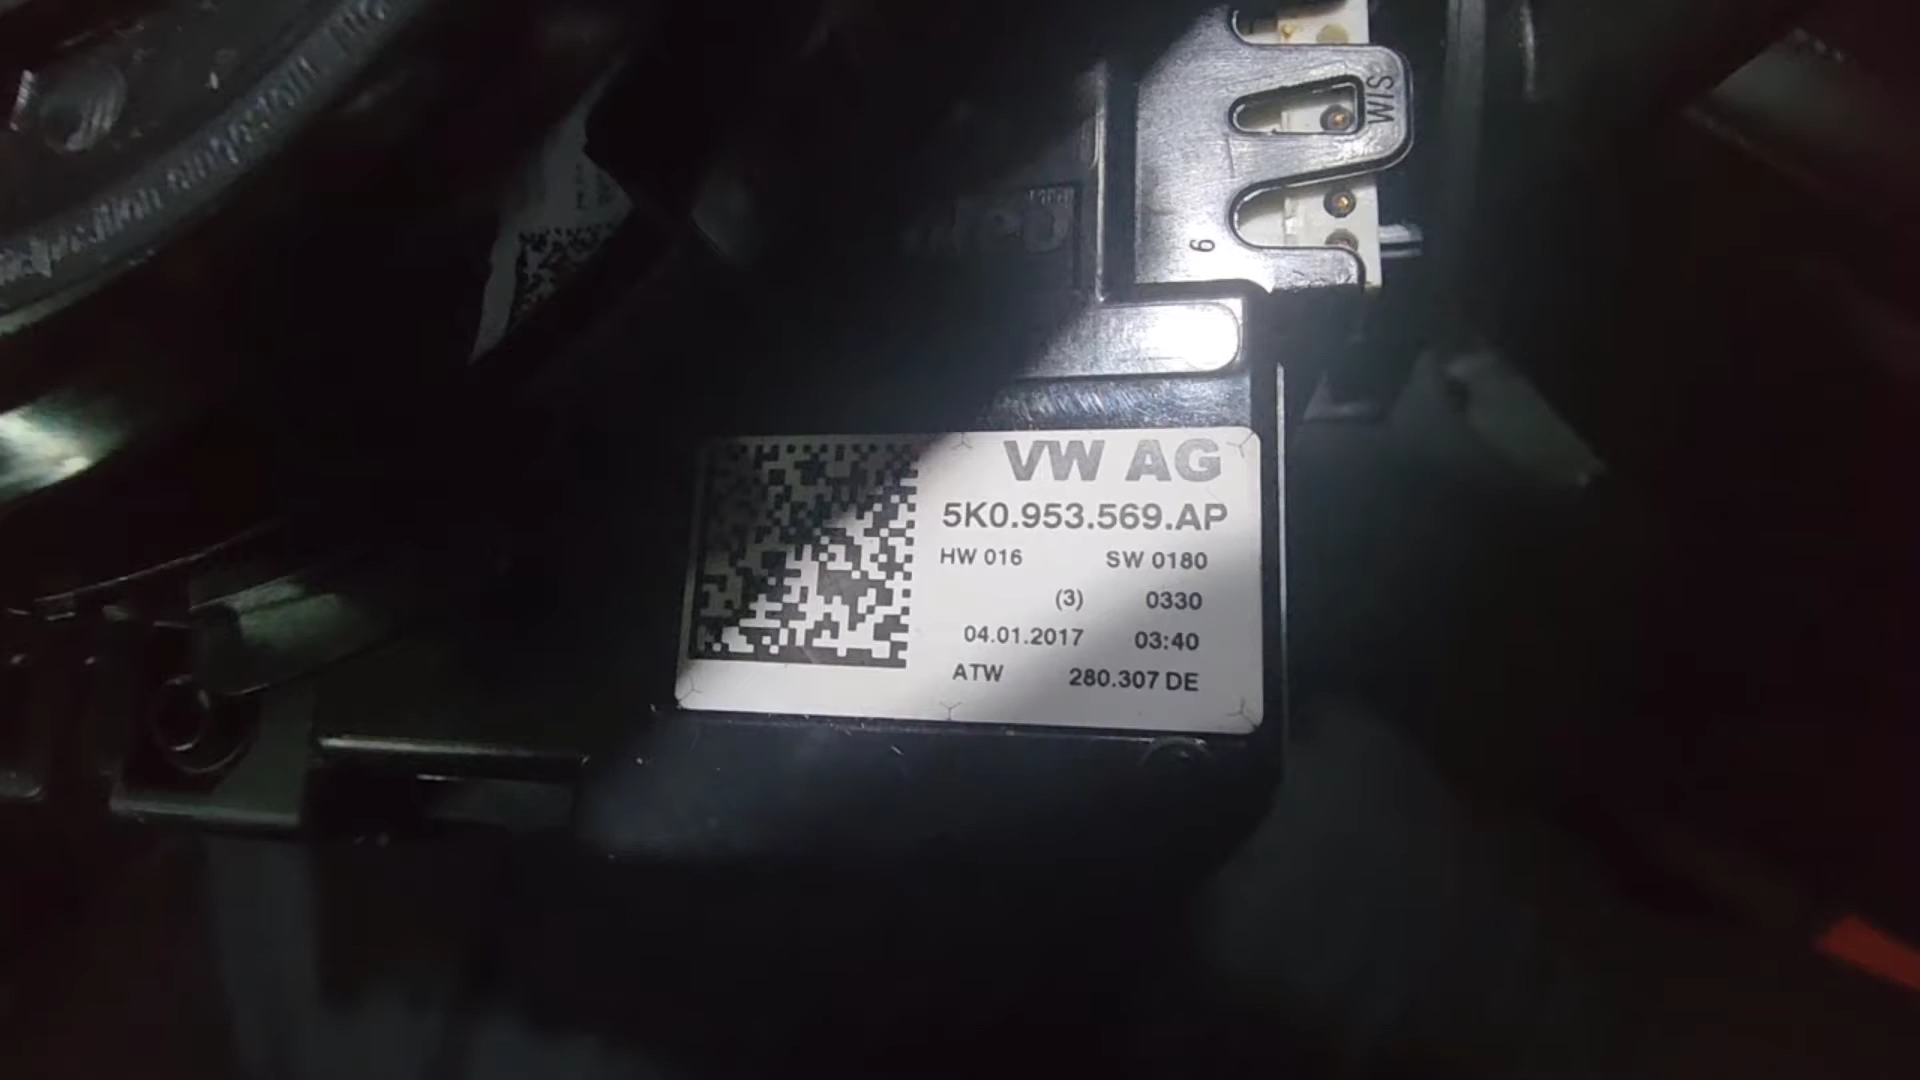 WIS
6
VW AG
5K0.953.569.AP
HW 016 SW 0180
(3) 0330
04.01.2017 03:40
ATW 280.307 DE